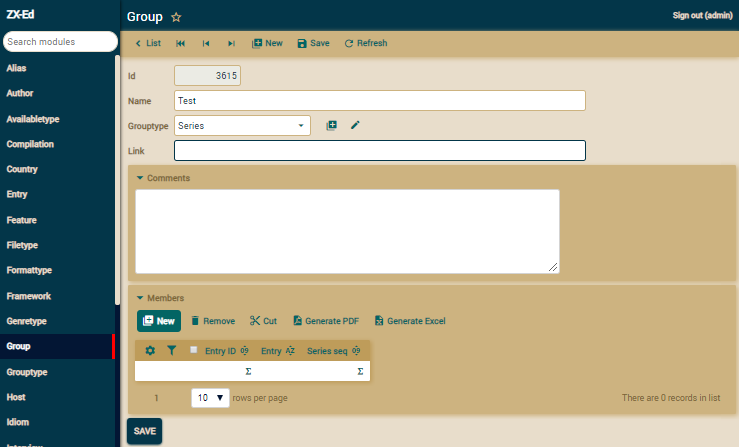 ZX-Ed
Search modules
Alias
Author
Availabletype
Compilation
Country
Entry
Feature
Filetype
Formattype
Framework
Genretype
Group
Grouptype
Host
Idiom
Interview
Group
Sign out (admin)
List New Save Refresh
Id 3615
Name Test
Grouptype Series
Link
Comments
Members
New Remove Cut Generate PDF Generate Excel
Entry ID Entry Series seq
Σ Σ
1 10 rows per page There are 0 records in list
SAVE